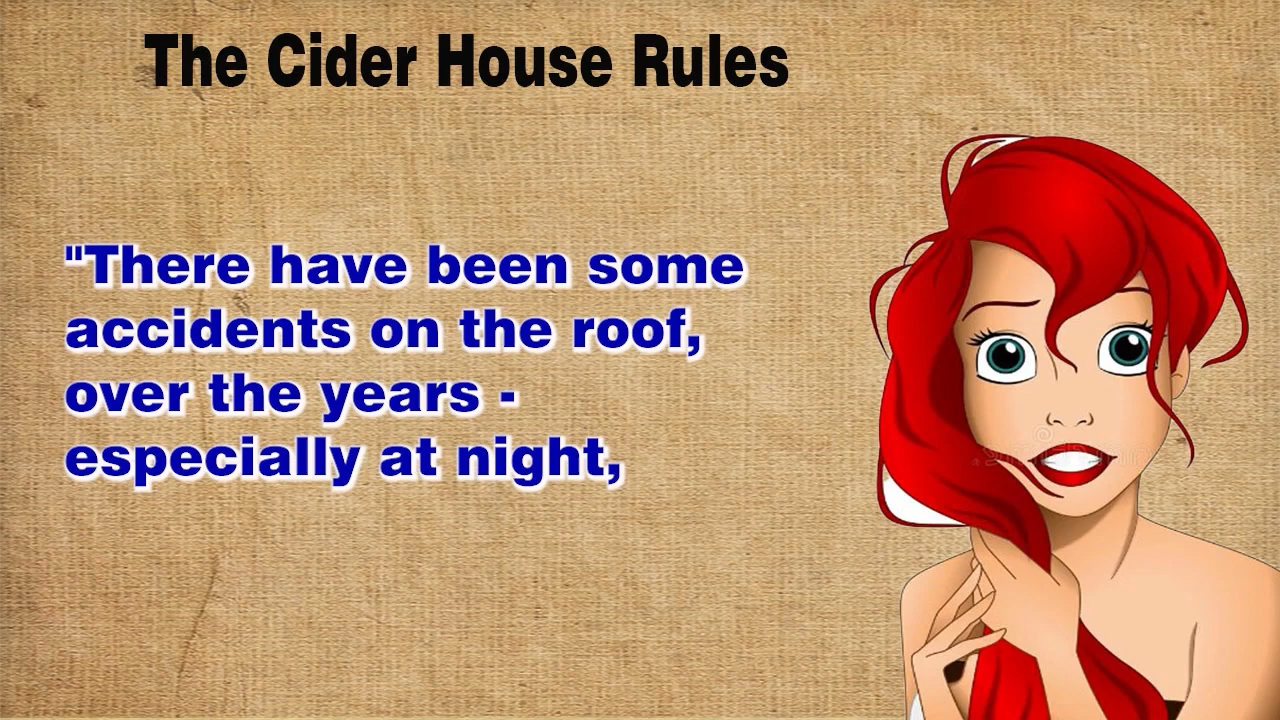 The Cider House Rules
"There have been some
accidents on the roof,
over the years -
especially at night,